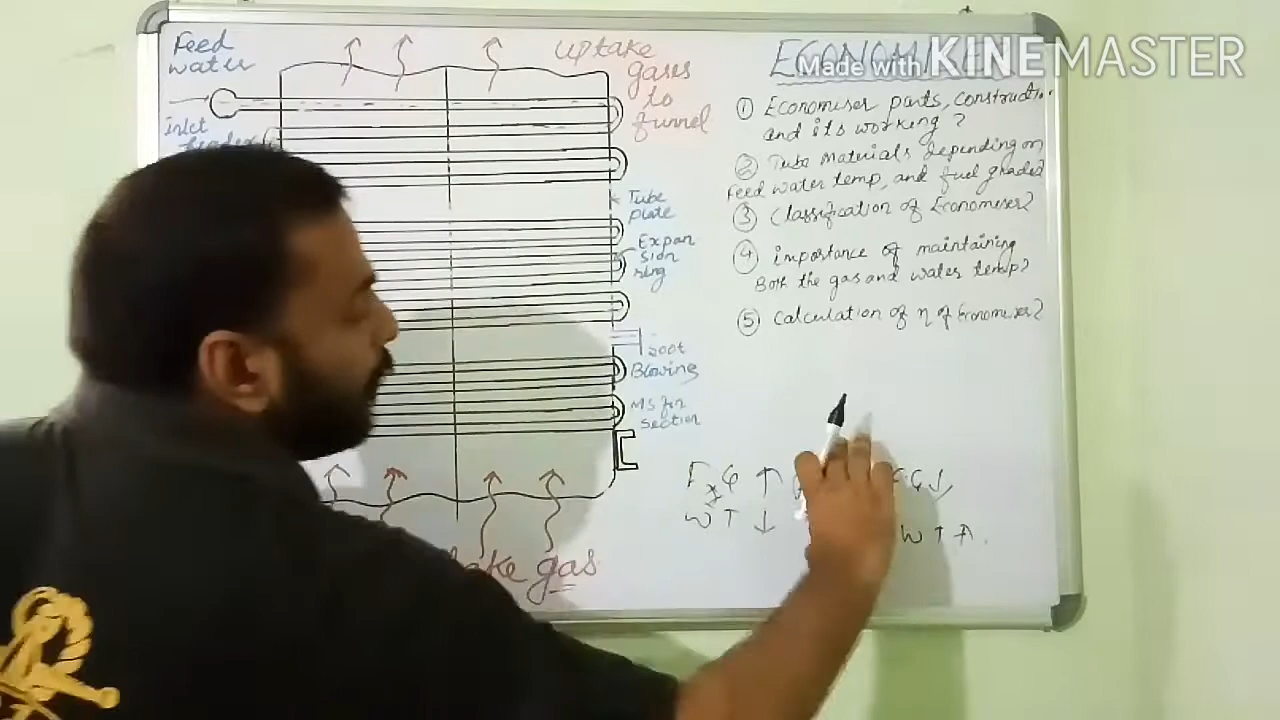 Feed
water
Inlet
header
uptake
gases
to
funnel
Tube
plate
Expan
sion
ring
Soot
Blowing
MS fin
section
gas
ECONOMISER
Made with KINEMASTER
① Economiser parts, construction
and its working?
② Tube Materials depending on
Feed water temp, and fuel grade?
③ Classification of Economiser?
④ importance of maintaining
Both the gas and water temp?
⑤ Calculation of η of Economiser?
W T ↓
W T ↑.